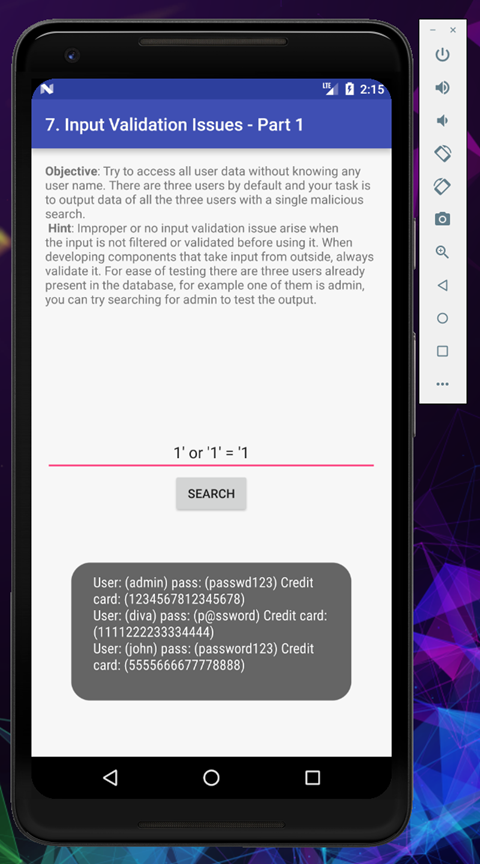 LTE 2:15
7. Input Validation Issues - Part 1
Objective: Try to access all user data without knowing any
user name. There are three users by default and your task is
to output data of all the three users with a single malicious
search.
Hint: Improper or no input validation issue arise when
the input is not filtered or validated before using it. When
developing components that take input from outside, always
validate it. For ease of testing there are three users already
present in the database, for example one of them is admin,
you can try searching for admin to test the output.
1' or '1' = '1
SEARCH
User: (admin) pass: (passwd123) Credit
card: (1234567812345678)
User: (diva) pass: (p@ssword) Credit card:
(1111222233334444)
User: (john) pass: (password123) Credit
card: (5555666677778888)